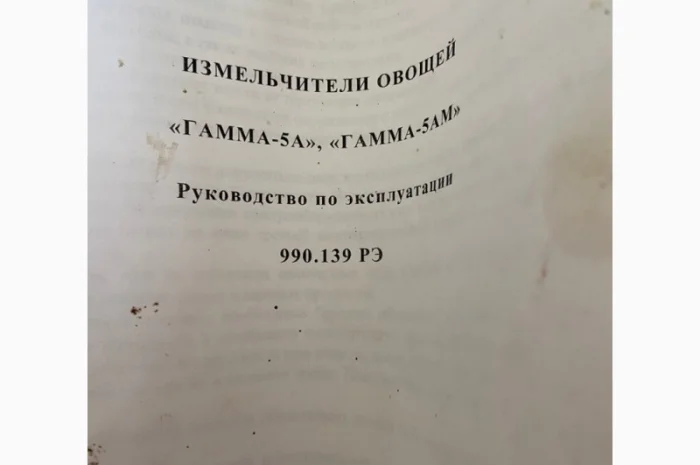 ИЗМЕЛЬЧИТЕЛИ ОВОЩЕЙ
«ГАММА-5А», «ГАММА-5АМ»
Руководство по эксплуатации
990.139 РЭ